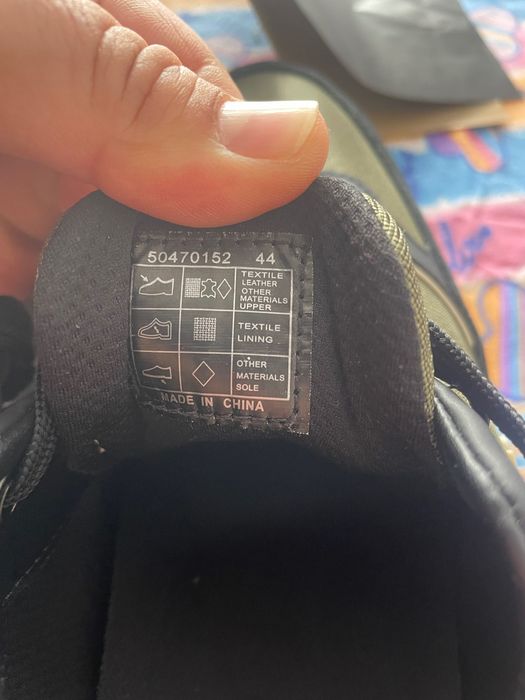 50470152 44
TEXTILE
LEATHER
OTHER
MATERIALS
UPPER
TEXTILE
LINING
OTHER
MATERIALS
SOLE
MADE IN CHINA